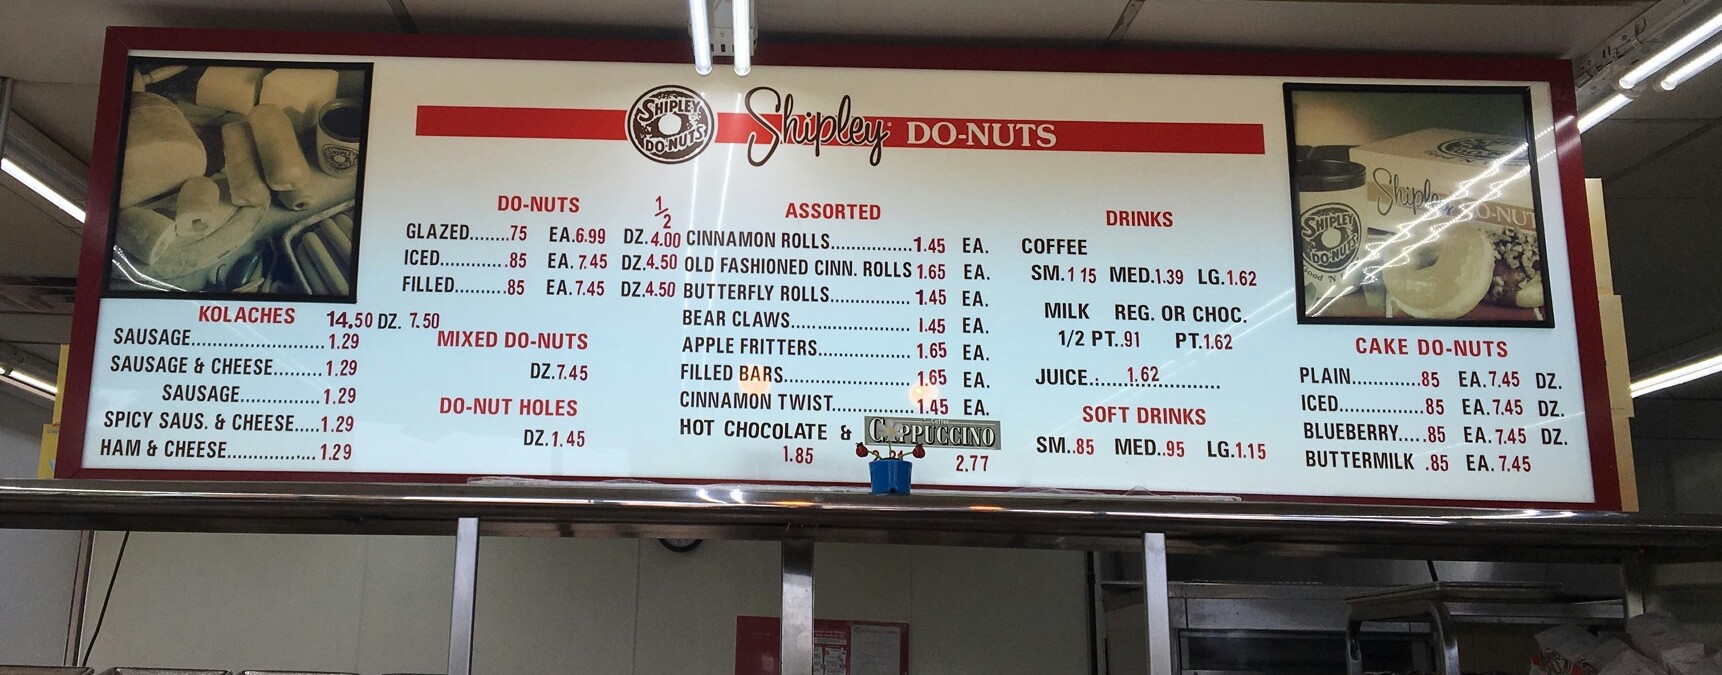 SHIPLEY DO-NUTS
Shipley DO-NUTS
DO-NUTS 1/2
GLAZED........75 EA. 6.99 DZ. 4.00
ICED............85 EA. 7.45 DZ. 4.50
FILLED..........85 EA. 7.45 DZ. 4.50
KOLACHES 14.50 DZ. 7.50
SAUSAGE.......................1.29
SAUSAGE & CHEESE.........1.29
SAUSAGE...............1.29
SPICY SAUS. & CHEESE.....1.29
HAM & CHEESE................1.29
MIXED DO-NUTS
DZ. 7.45
DO-NUT HOLES
DZ. 1.45
ASSORTED
CINNAMON ROLLS...............1.45 EA.
OLD FASHIONED CINN. ROLLS 1.65 EA.
BUTTERFLY ROLLS............... 1.45 EA.
BEAR CLAWS...................... 1.45 EA.
APPLE FRITTERS................. 1.65 EA.
FILLED BARS...................... 1.65 EA.
CINNAMON TWIST...............1.45 EA.
HOT CHOCOLATE & CAPPUCCINO
1.85 2.77
DRINKS
COFFEE
SM. 1 15 MED. 1.39 LG. 1.62
MILK REG. OR CHOC.
1/2 PT. .91 PT. 1.62
JUICE......1.62...............
SOFT DRINKS
SM. .85 MED. .95 LG. 1.15
Shipley DO-NUT
SHIPLEY DO-NUTS
CAKE DO-NUTS
PLAIN............85 EA. 7.45 DZ.
ICED...............85 EA. 7.45 DZ.
BLUEBERRY.....85 EA. 7.45 DZ.
BUTTERMILK .85 EA. 7.45